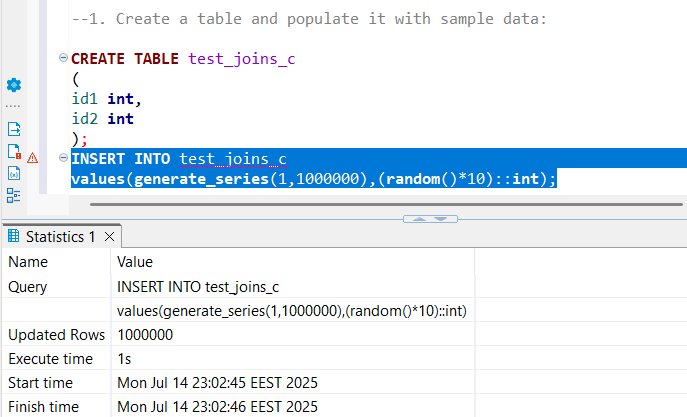 --1. Create a table and populate it with sample data:
CREATE TABLE test_joins_c
(
id1 int,
id2 int
);
INSERT INTO test_joins_c
values(generate_series(1,1000000),(random()*10)::int);
Statistics 1
Name Value
Query INSERT INTO test_joins_c
values(generate_series(1,1000000),(random()*10)::int)
Updated Rows 1000000
Execute time 1s
Start time Mon Jul 14 23:02:45 EEST 2025
Finish time Mon Jul 14 23:02:46 EEST 2025